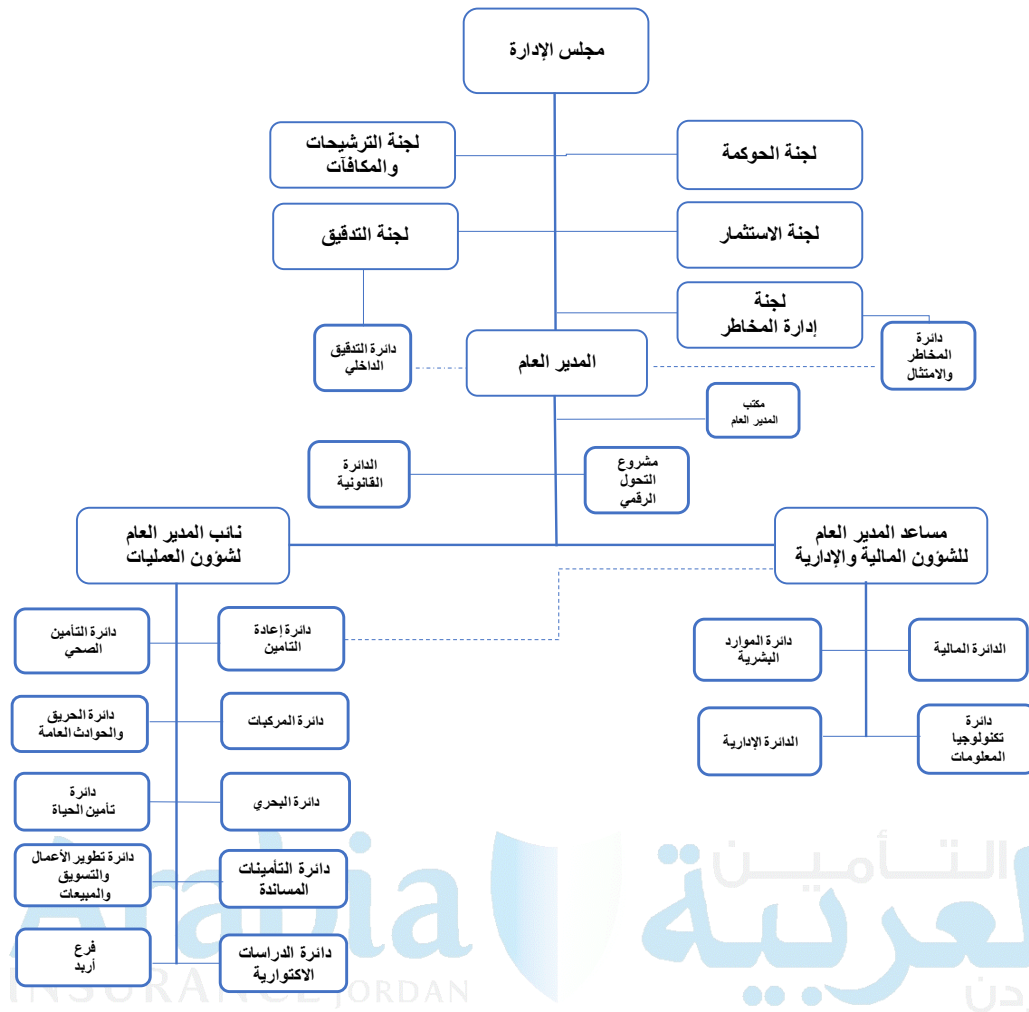 مجلس الإدارة
لجنة الترشيحات
والمكافآت
لجنة الحوكمة
لجنة التدقيق
لجنة الاستثمار
لجنة
إدارة المخاطر
دائرة
المخاطر
والامتثال
المدير العام
دائرة التدقيق
الداخلي
مكتب
المدير العام
مشروع
التحول
الرقمي
الدائرة
القانونية
مساعد المدير العام
للشؤون المالية والإدارية
نائب المدير العام
لشؤون العمليات
الدائرة المالية
دائرة الموارد
البشرية
دائرة
تكنولوجيا
المعلومات
الدائرة الإدارية
دائرة إعادة
التامين
دائرة التأمين
الصحي
دائرة المركبات
دائرة الحريق
والحوادث العامة
دائرة البحري
دائرة
تأمين الحياة
دائرة التأمينات
المساندة
دائرة تطوير الأعمال
والتسويق
والمبيعات
دائرة الدراسات
الاكتوارية
فرع
أربد
التأمين
العربية
Arabia
INSURANCE JORDAN